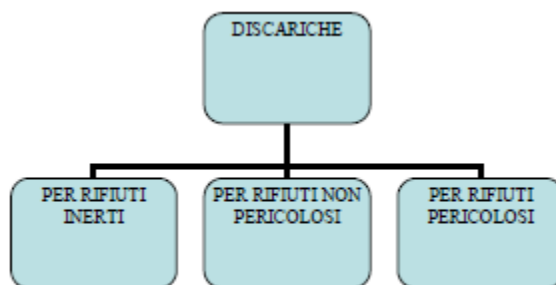 DISCARICHE
PER RIFIUTI
INERTI
PER RIFIUTI NON
PERICOLOSI
PER RIFIUTI
PERICOLOSI